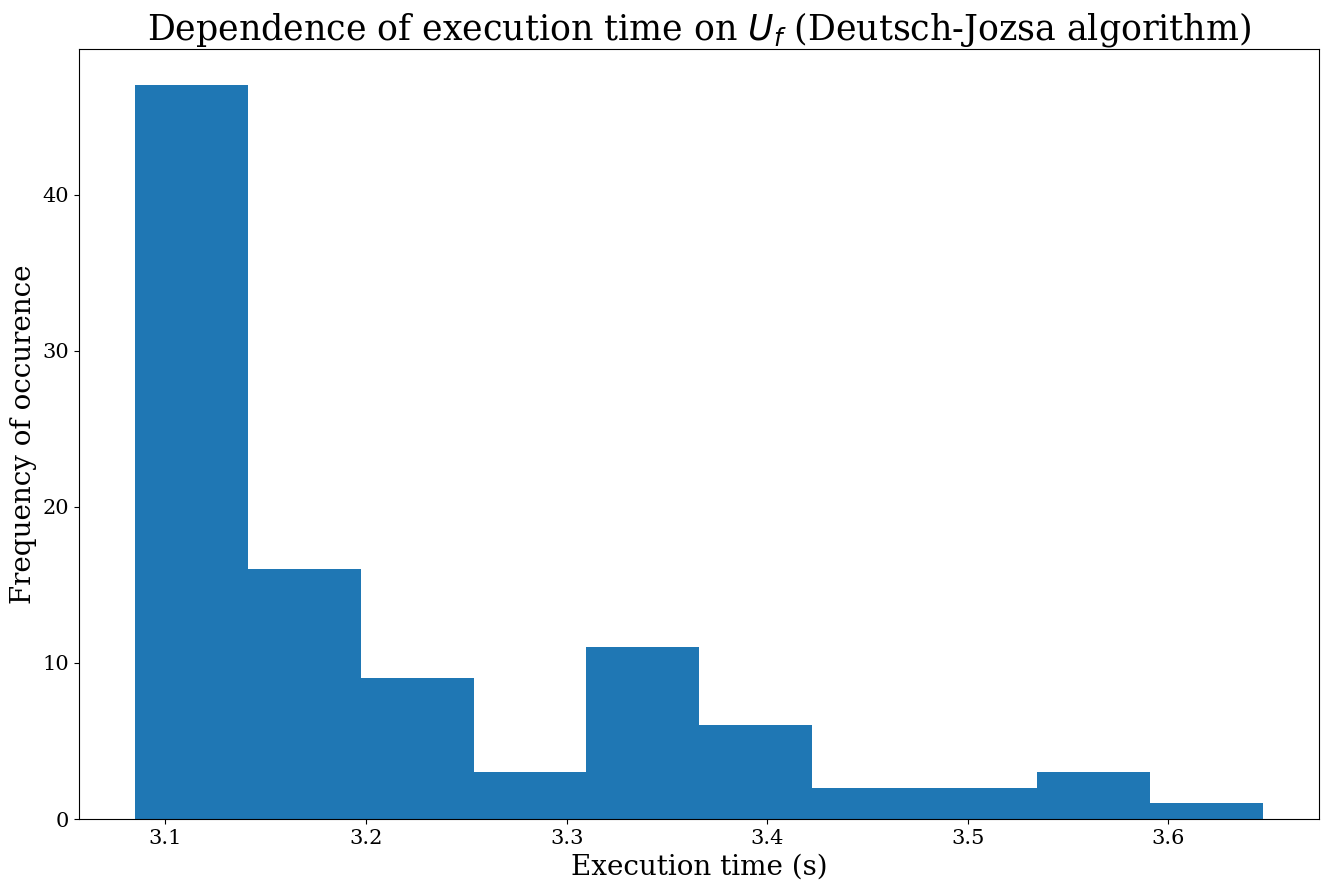 Dependence of execution time on U_f (Deutsch-Jozsa algorithm)
Frequency of occurence
40
30
20
10
0
3.1 3.2 3.3 3.4 3.5 3.6
Execution time (s)